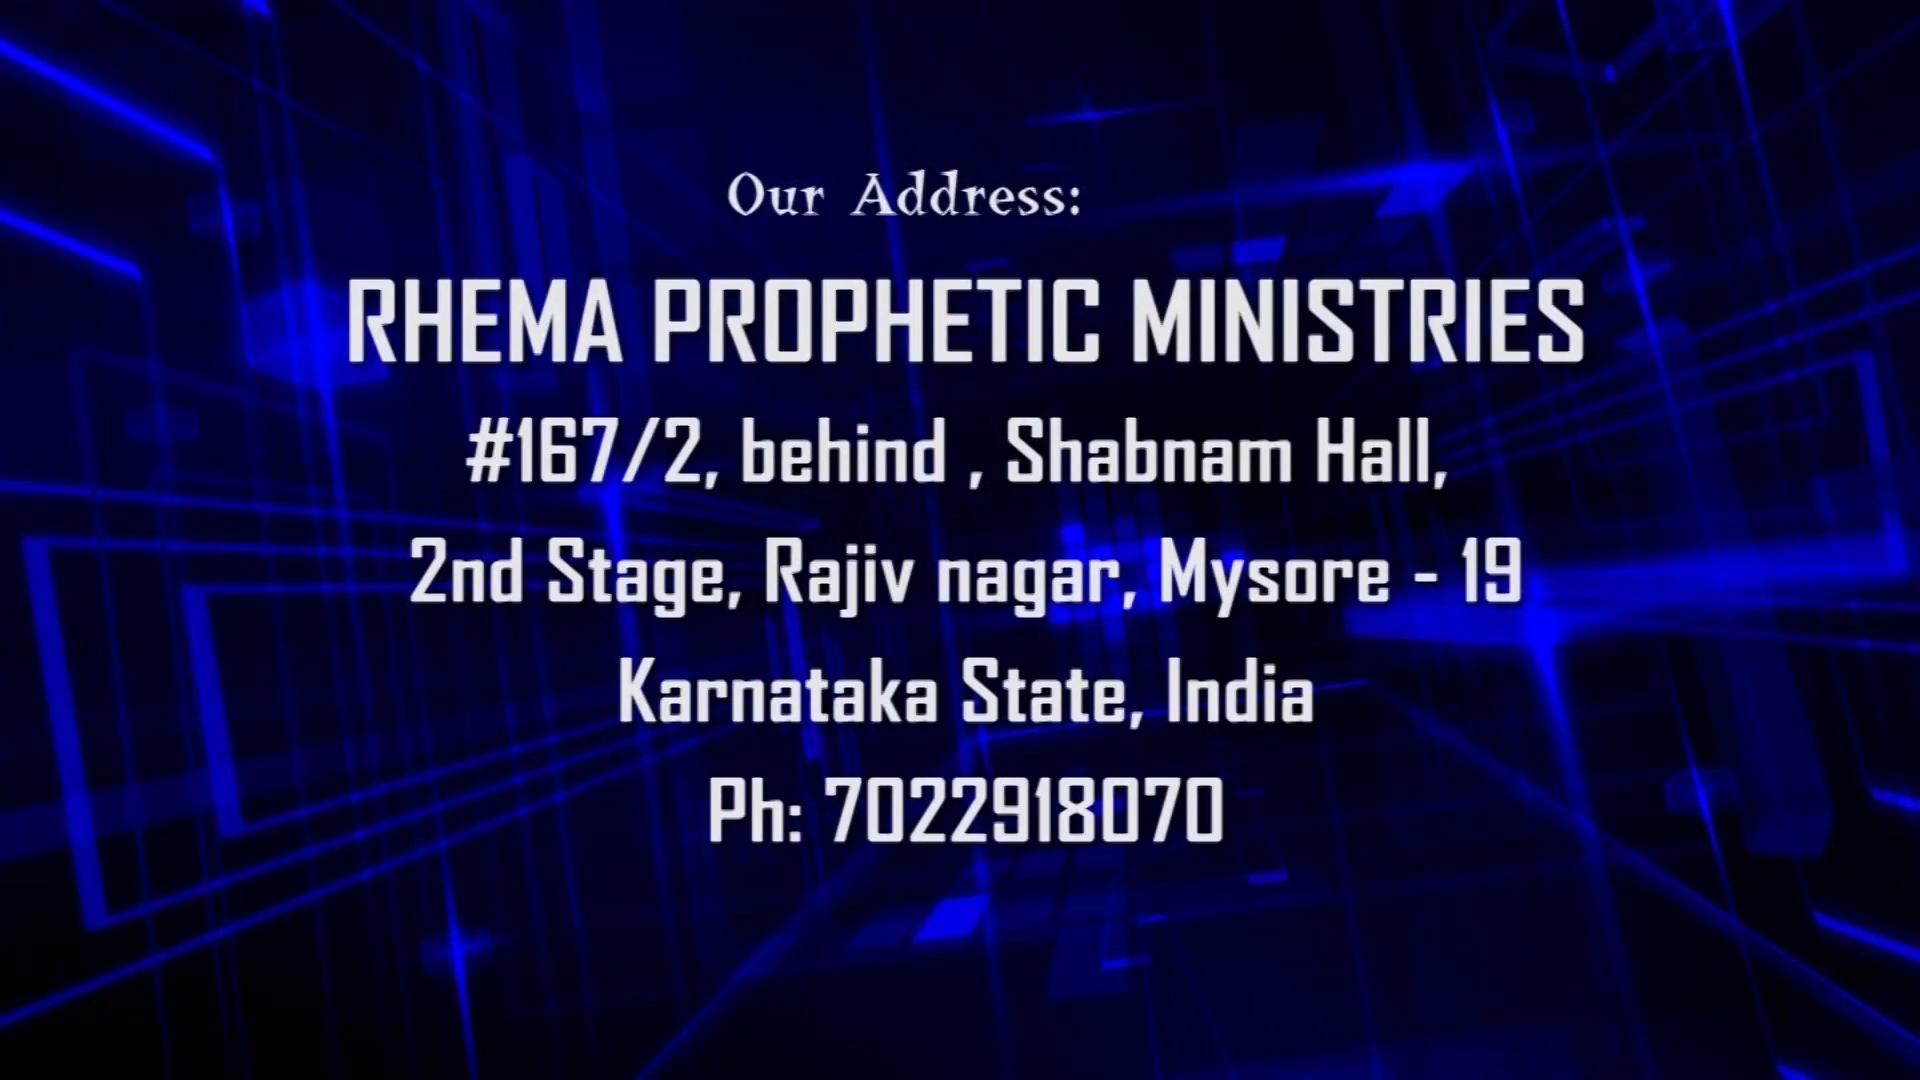 Our Address:
RHEMA PROPHETIC MINISTRIES
#167/2, behind , Shabnam Hall,
2nd Stage, Rajiv nagar, Mysore - 19
Karnataka State, India
Ph: 7022918070